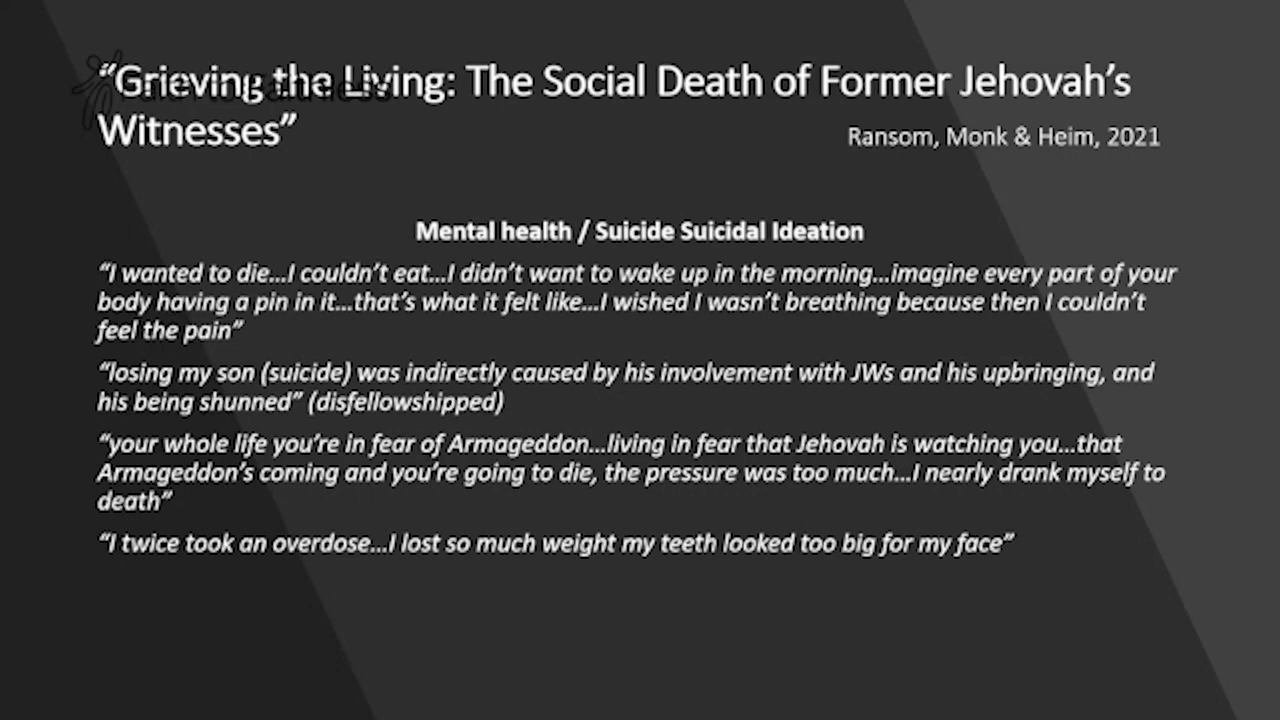 “Grieving the Living: The Social Death of Former Jehovah’s
Witnesses”
Ransom, Monk & Heim, 2021
Mental health / Suicide Suicidal Ideation
“I wanted to die...I couldn’t eat...I didn’t want to wake up in the morning...imagine every part of your
body having a pin in it...that’s what it felt like...I wished I wasn’t breathing because then I couldn’t
feel the pain”
“losing my son (suicide) was indirectly caused by his involvement with JWs and his upbringing, and
his being shunned” (disfellowshipped)
“your whole life you’re in fear of Armageddon...living in fear that Jehovah is watching you...that
Armageddon’s coming and you’re going to die, the pressure was too much...I nearly drank myself to
death”
“I twice took an overdose...I lost so much weight my teeth looked too big for my face”